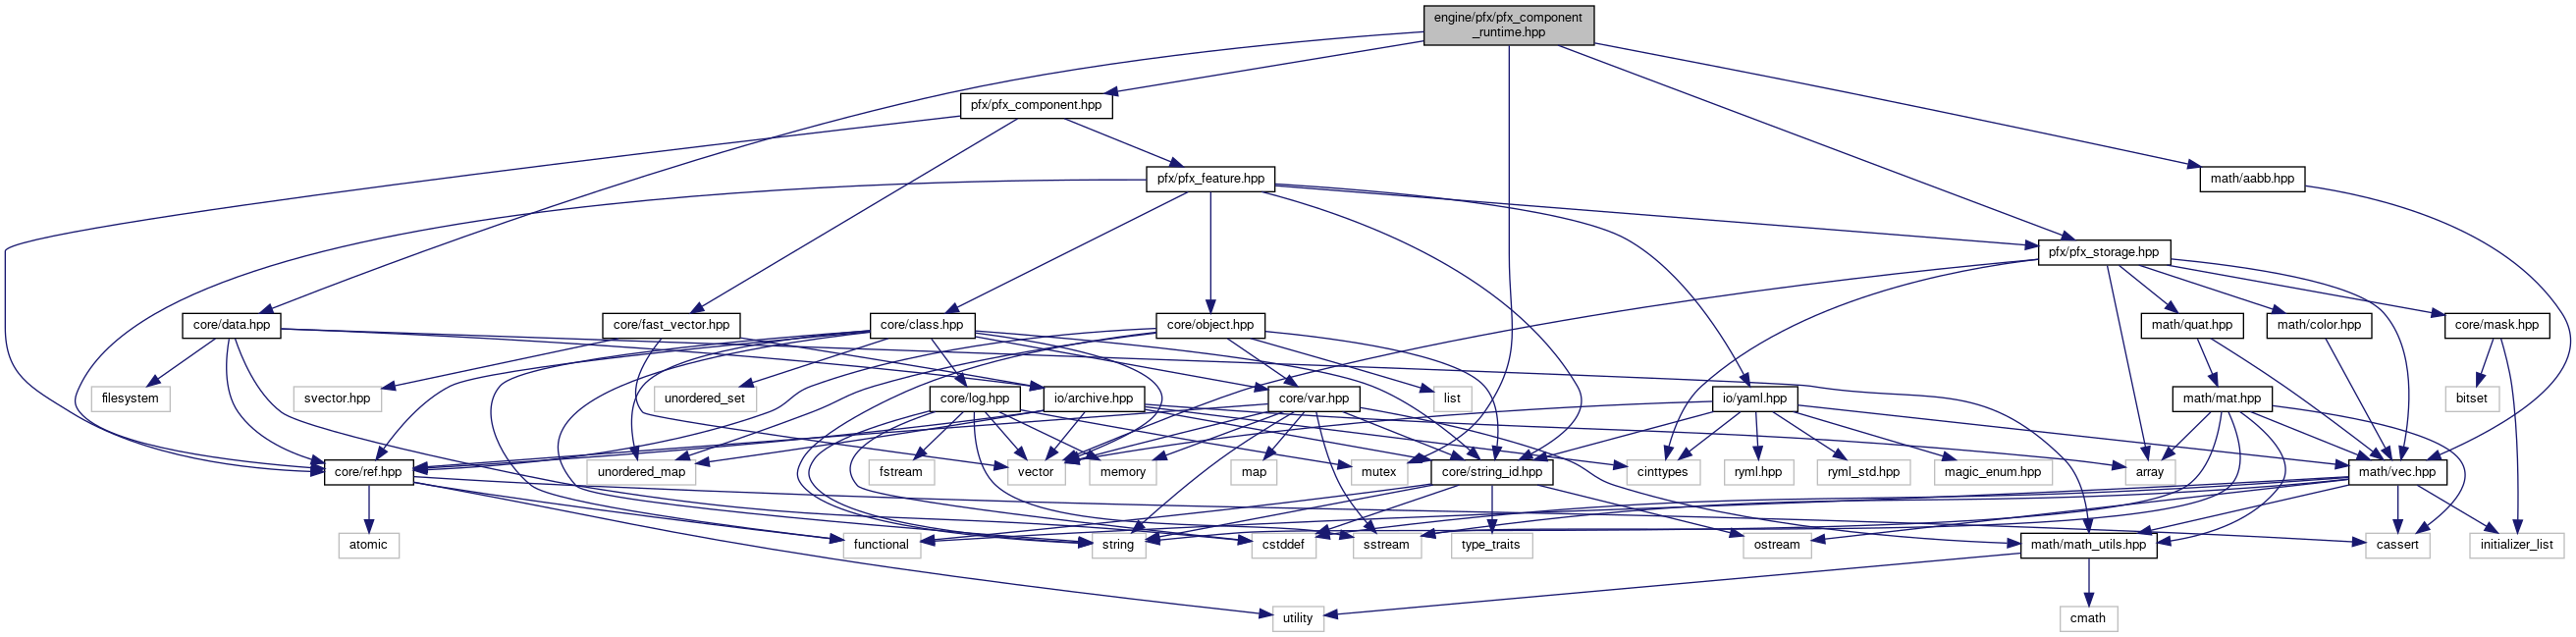 engine/pfx/pfx_component
_runtime.hpp
pfx/pfx_component.hpp
pfx/pfx_feature.hpp
math/aabb.hpp
pfx/pfx_storage.hpp
core/data.hpp
core/fast_vector.hpp
core/class.hpp
core/object.hpp
math/quat.hpp
math/color.hpp
core/mask.hpp
filesystem
svector.hpp
unordered_set
core/log.hpp
io/archive.hpp
core/var.hpp
list
io/yaml.hpp
math/mat.hpp
bitset
core/ref.hpp
unordered_map
fstream
vector
memory
map
mutex
core/string_id.hpp
cinttypes
ryml.hpp
ryml_std.hpp
magic_enum.hpp
array
math/vec.hpp
atomic
functional
string
cstddef
sstream
type_traits
ostream
math/math_utils.hpp
cassert
initializer_list
utility
cmath